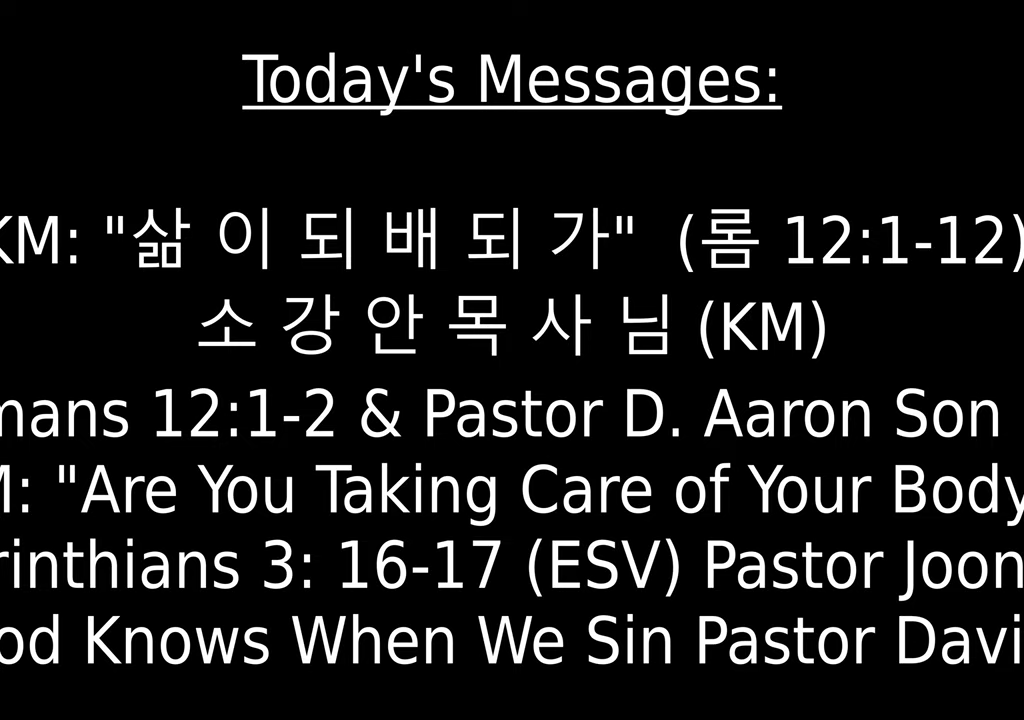 Today's Messages:
KM: "삶 이 되 배 되 가" (롬 12:1-12)
소 강 안 목 사 님 (KM)
mans 12:1-2 & Pastor D. Aaron Son
M: "Are You Taking Care of Your Body
rinthians 3: 16-17 (ESV) Pastor Joon
od Knows When We Sin Pastor Davi